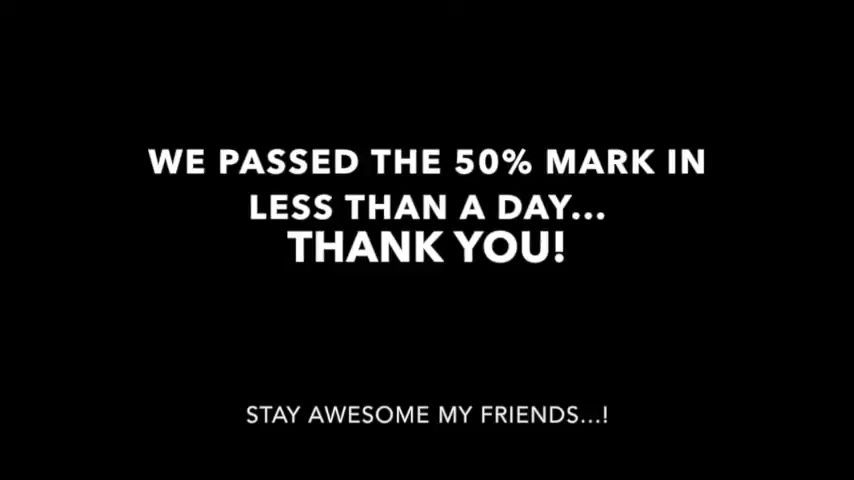 WE PASSED THE 50% MARK IN
LESS THAN A DAY...
THANK YOU!
STAY AWESOME MY FRIENDS...!